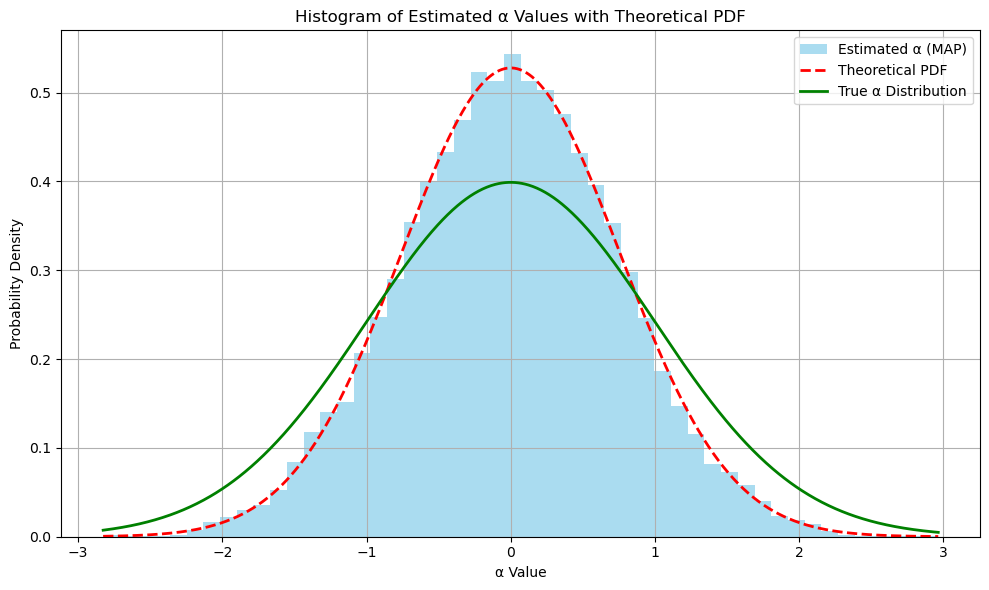 Histogram of Estimated α Values with Theoretical PDF
Estimated α (MAP)
Theoretical PDF
True α Distribution
Probability Density
0.5
0.4
0.3
0.2
0.1
0.0
−3
−2
−1
0
1
2
3
α Value